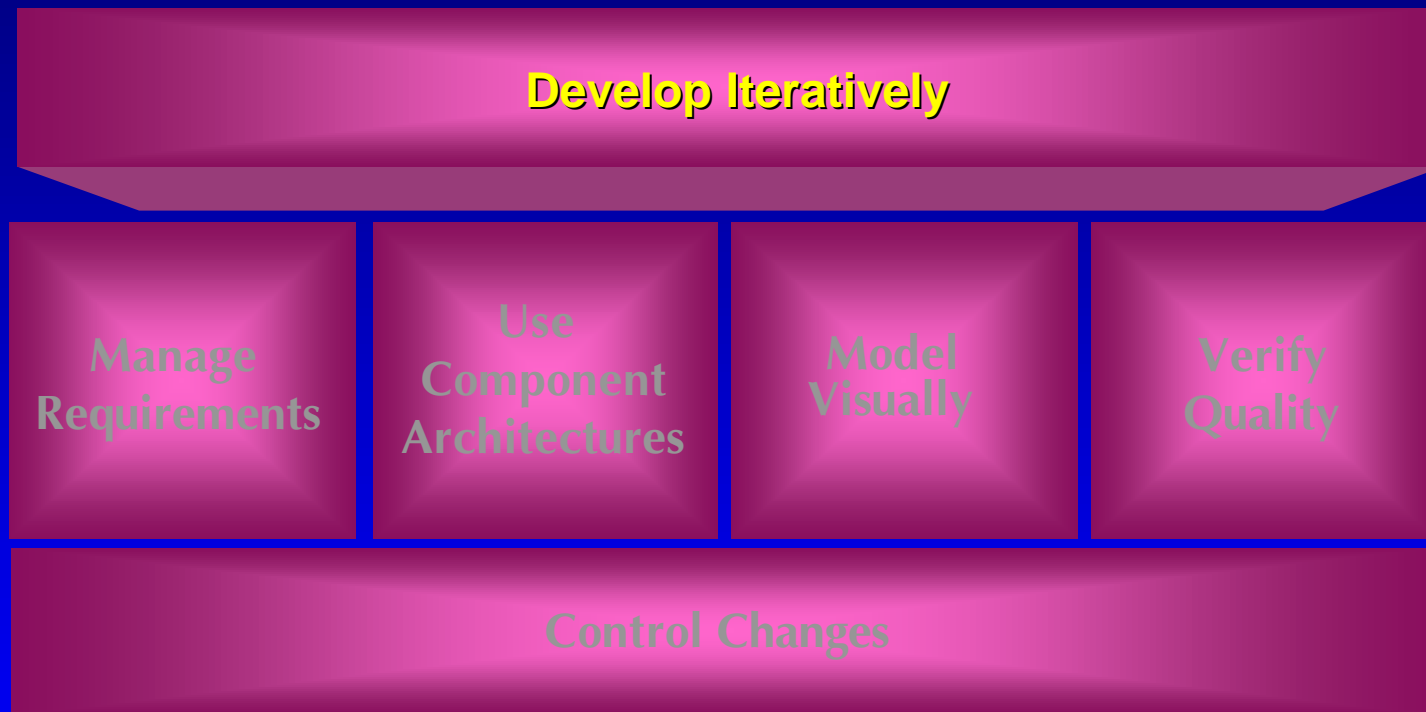 Develop Iteratively
Manage
Requirements
Use
Component
Architectures
Model
Visually
Verify
Quality
Control Changes